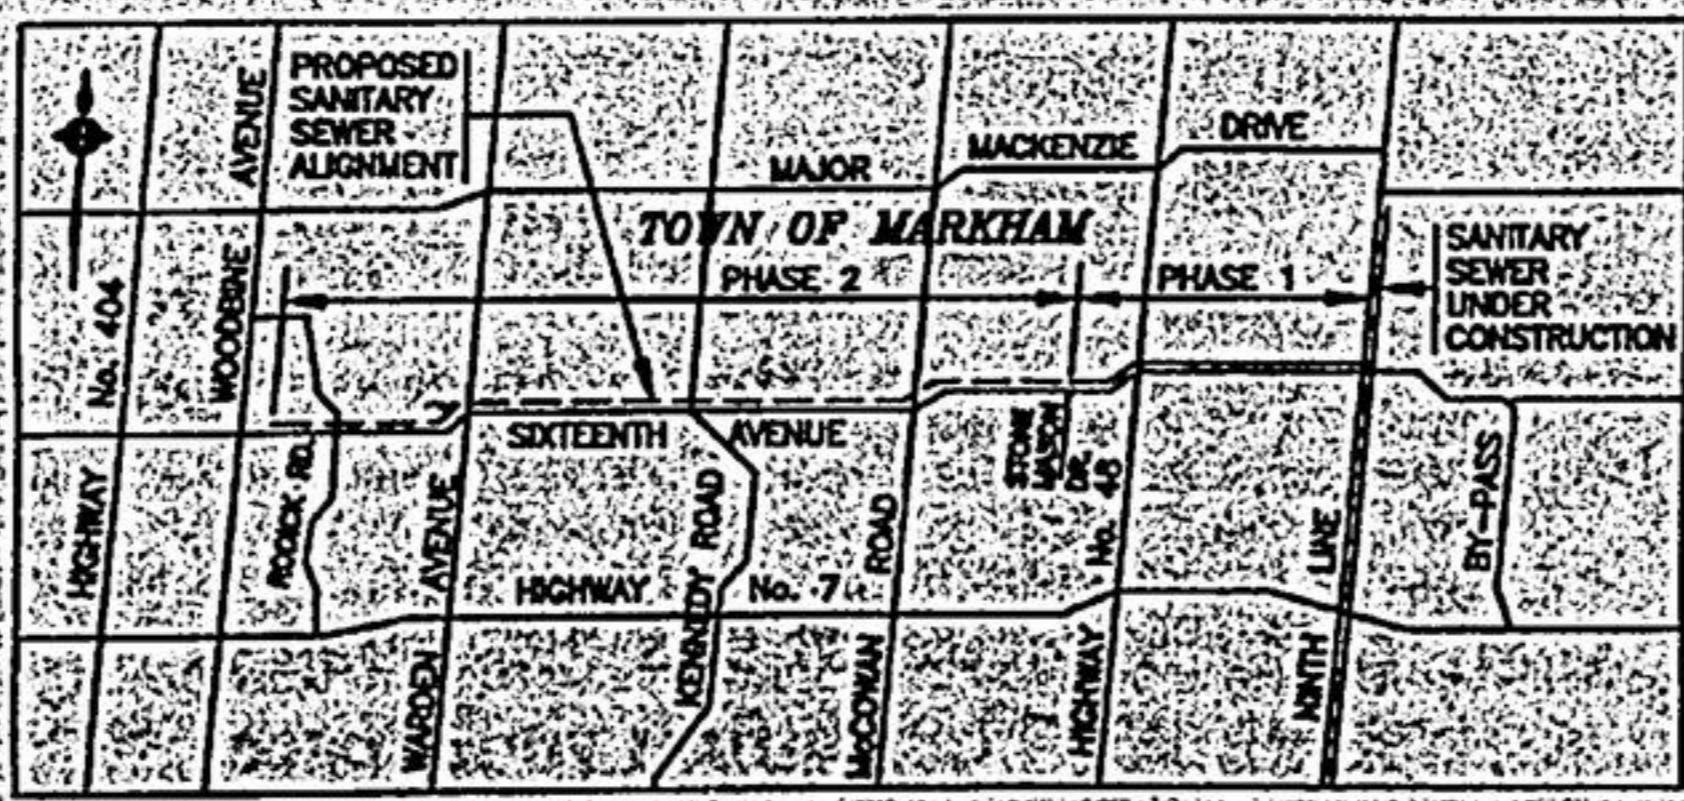 PROPOSED
SANITARY
SEWER
ALIGNMENT
AVENUE
WOODBINE
MAJOR
MACKENZIE
DRIVE
TOWN OF MARKHAM
PHASE 2
PHASE 1
SANITARY
SEWER
UNDER
CONSTRUCTION
HIGHWAY No. 404
ROCK RD.
SIXTEENTH AVENUE
STONE
MASON
DR.
HIGHWAY No. 48
WARDEN AVENUE
KENNEDY ROAD
McCOWAN ROAD
HIGHWAY No. 7
NINTH LINE
BY-PASS